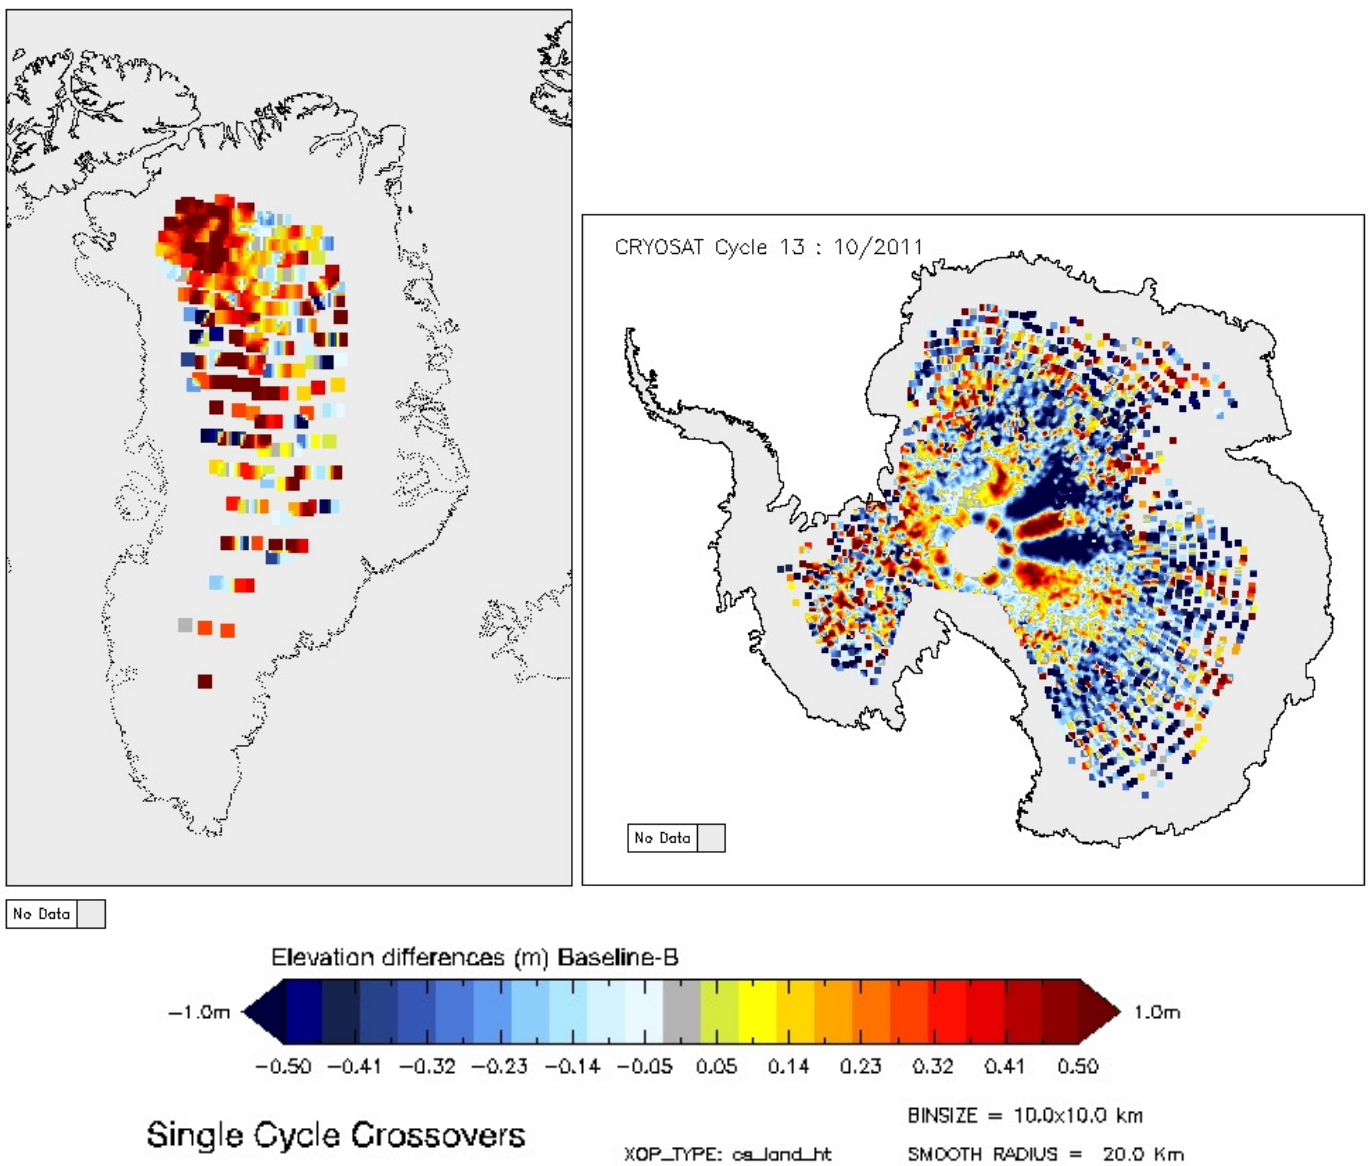 CRYOSAT Cycle 13 : 10/2011
No Data
No Data
Elevation differences (m) Baseline-B
−1.0m
1.0m
−0.50 −0.41 −0.32 −0.23 −0.14 −0.05 0.05 0.14 0.23 0.32 0.41 0.50
Single Cycle Crossovers
XOP_TYPE: cs_land_ht
BINSIZE = 10.0x10.0 km
SMOOTH RADIUS = 20.0 Km